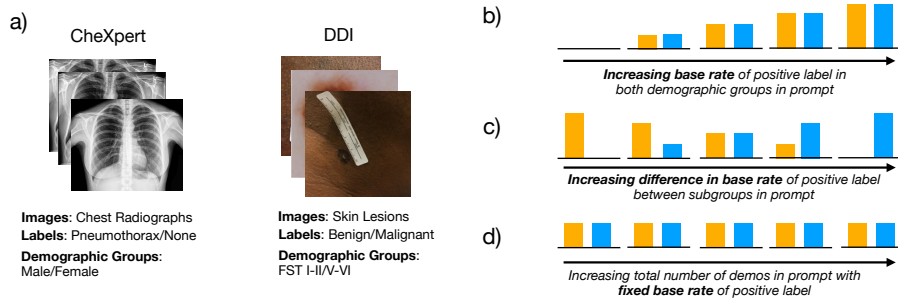 a)
CheXpert
DDI
Images: Chest Radiographs
Labels: Pneumothorax/None
Demographic Groups:
Male/Female
Images: Skin Lesions
Labels: Benign/Malignant
Demographic Groups:
FST I-II/V-VI
b)
Increasing base rate of positive label in
both demographic groups in prompt
c)
Increasing difference in base rate of positive label
between subgroups in prompt
d)
Increasing total number of demos in prompt with
fixed base rate of positive label